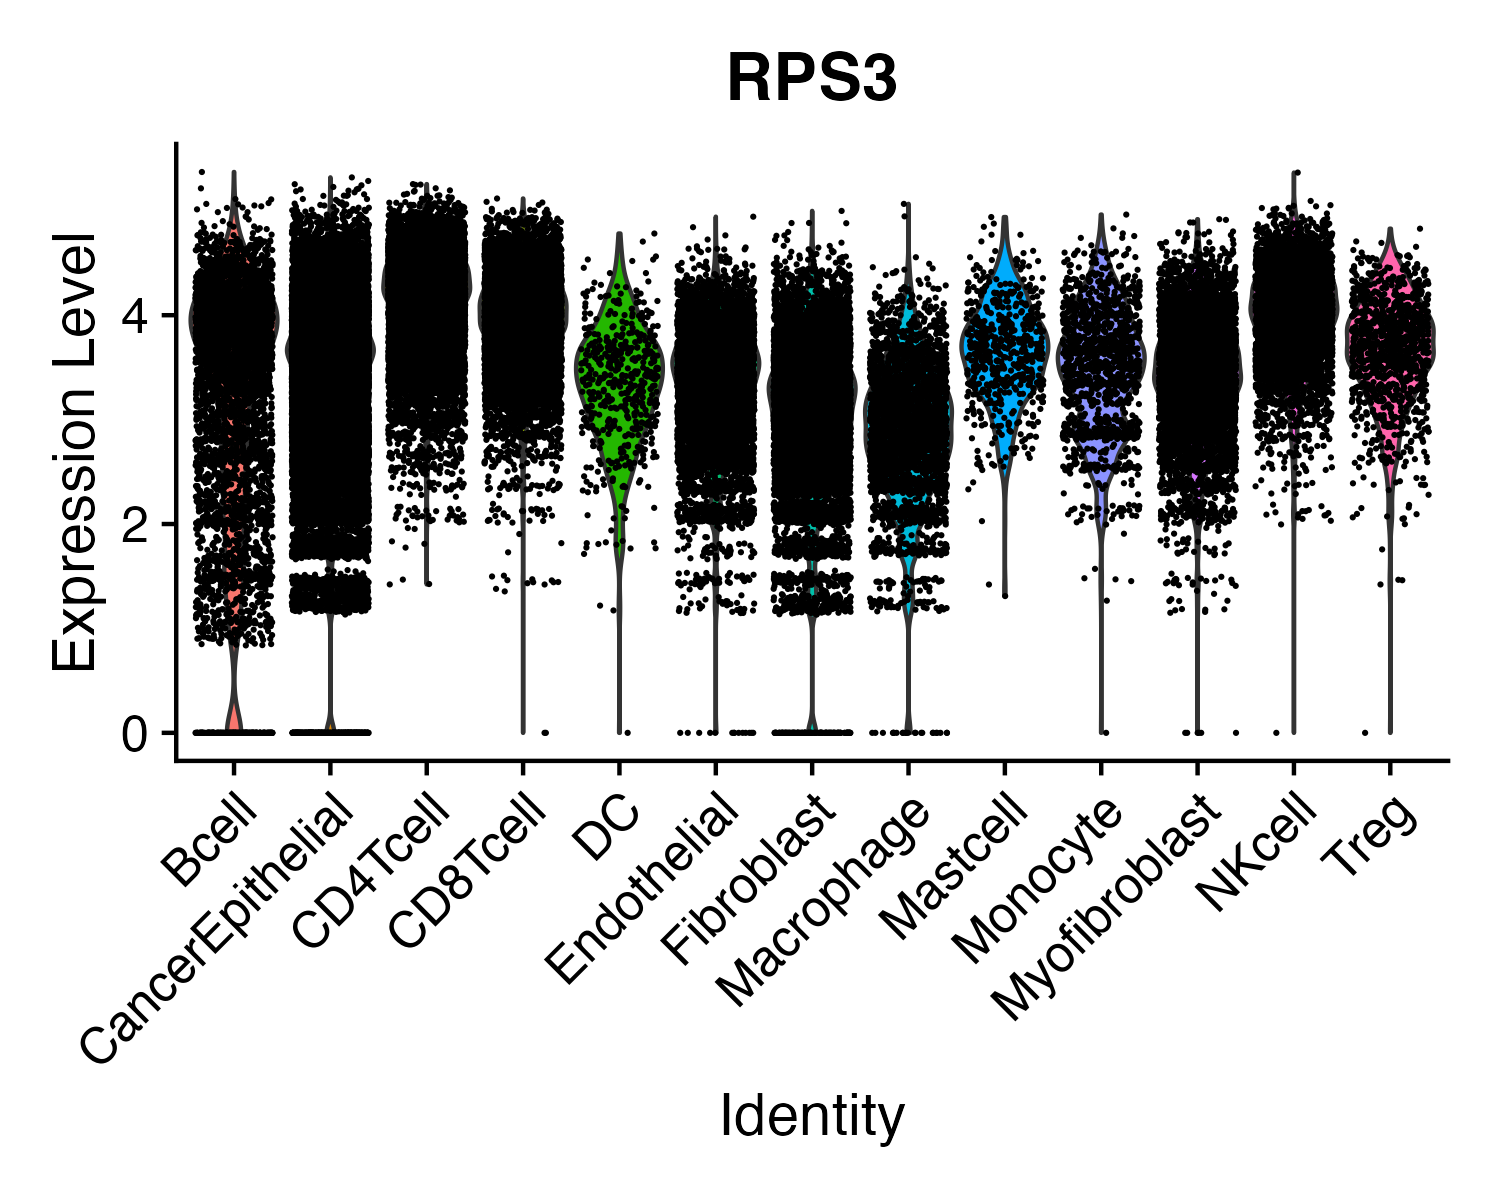 RPS3
Expression Level
4
2
0
Bcell
CancerEpithelial
CD4Tcell
CD8Tcell
DC
Endothelial
Fibroblast
Macrophage
Mastcell
Monocyte
Myofibroblast
NKcell
Treg
Identity